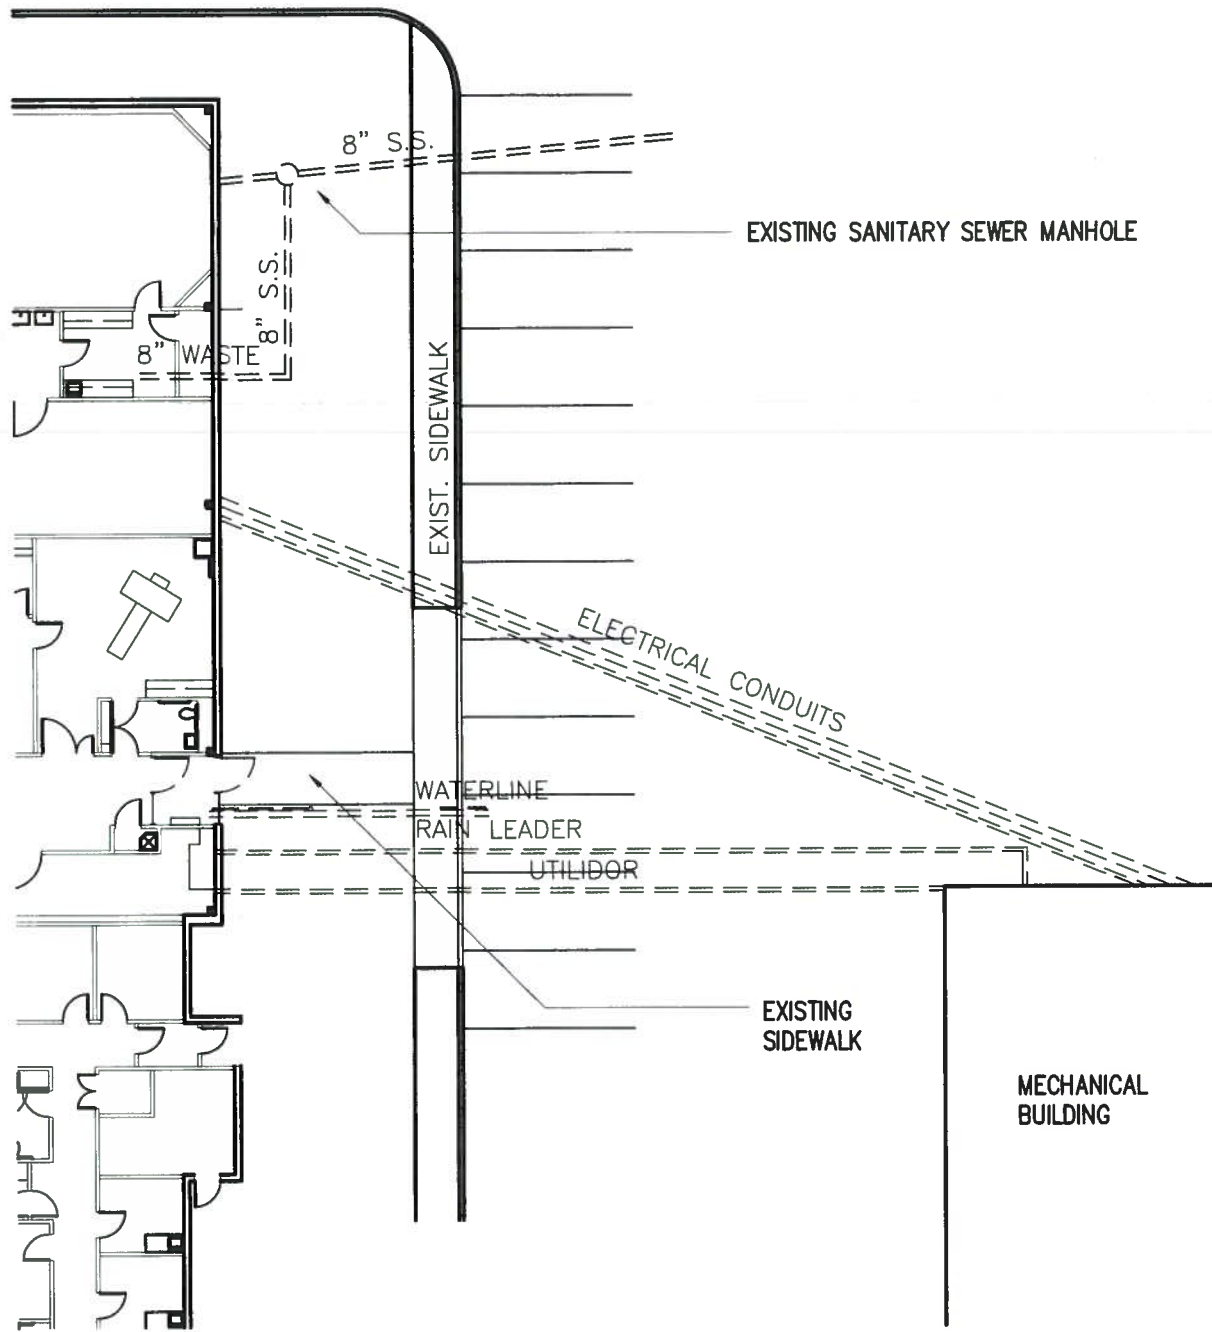 8" S.S.
EXISTING SANITARY SEWER MANHOLE
8" S.S.
8" WASTE
EXIST. SIDEWALK
ELECTRICAL CONDUITS
WATERLINE
RAIN LEADER
UTILIDOR
EXISTING
SIDEWALK
MECHANICAL
BUILDING